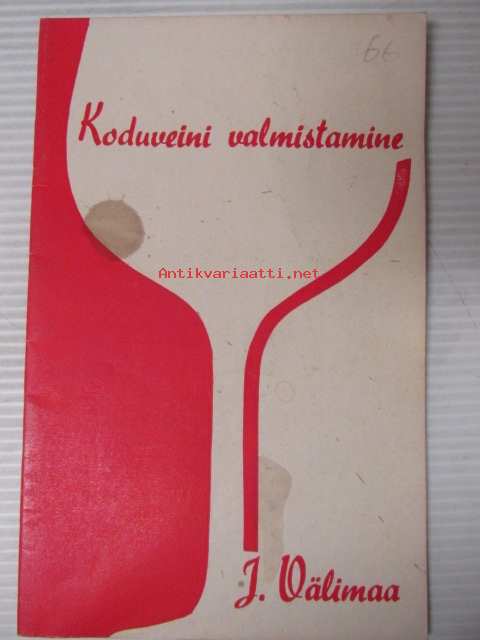 66
Koduveini valmistamine
Antikvariaatti.net
J. Välimaa